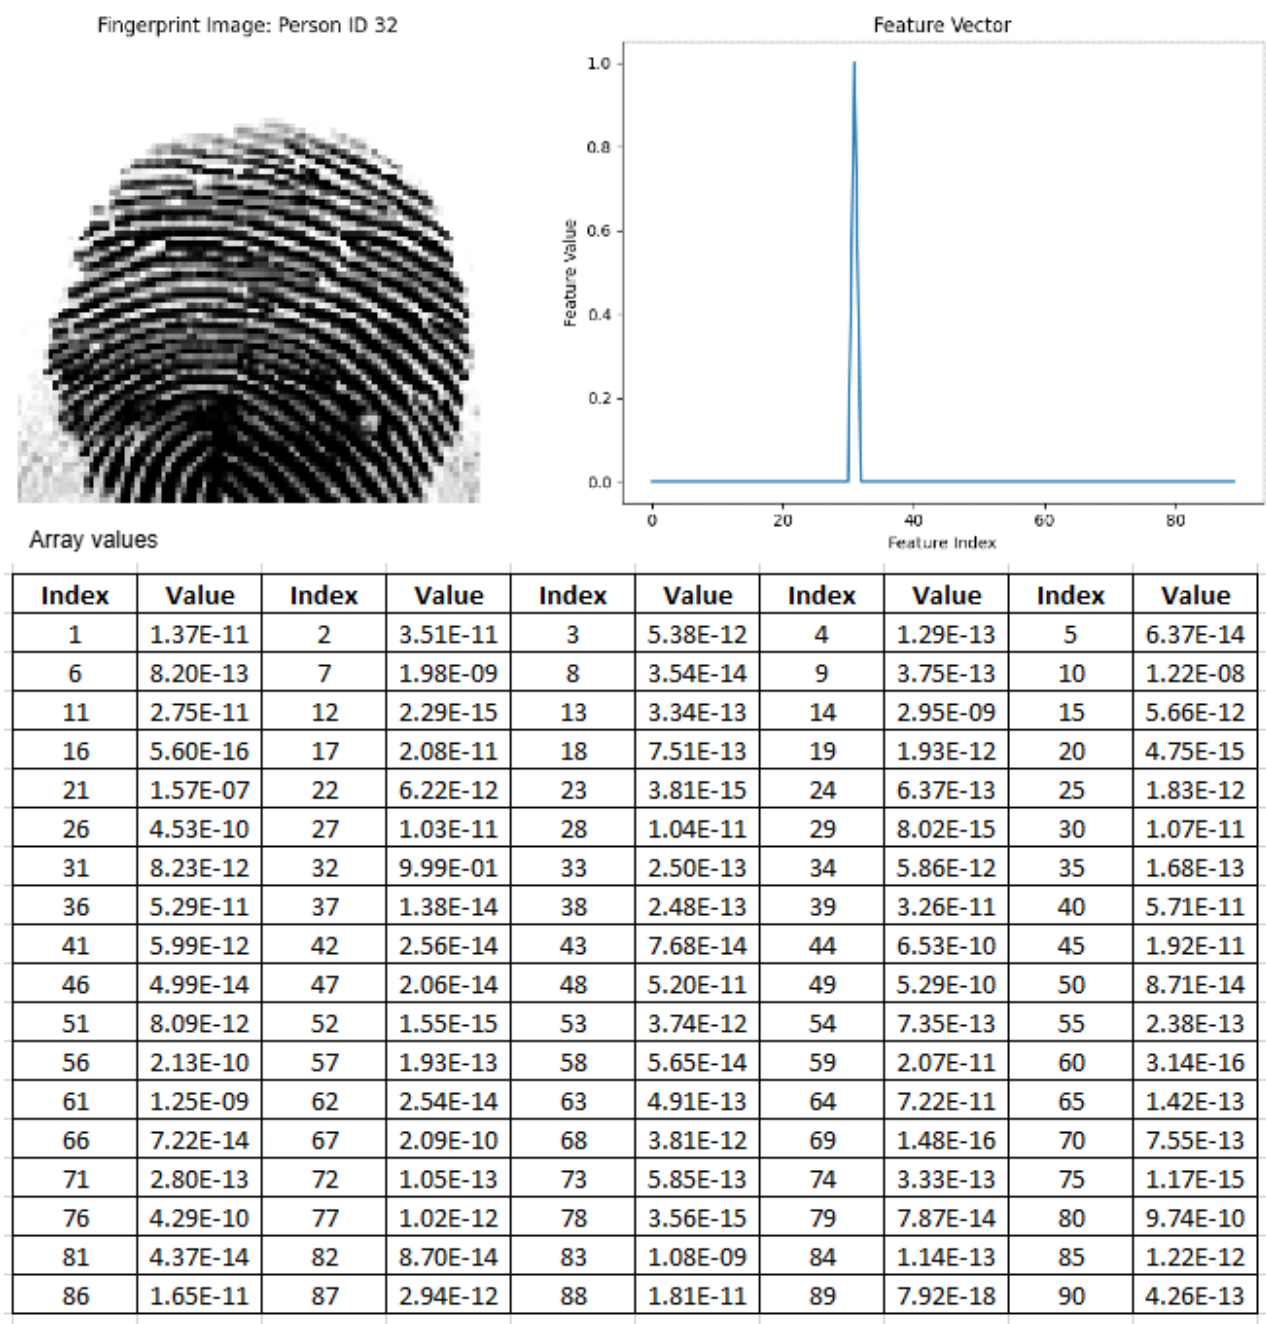 Fingerprint Image: Person ID 32
Feature Vector
1.0
0.8
0.6
0.4
0.2
0.0
Feature Value
0 20 40 60 80
Feature Index
Array values
Index Value Index Value Index Value Index Value Index Value
1 1.37E-11 2 3.51E-11 3 5.38E-12 4 1.29E-13 5 6.37E-14
6 8.20E-13 7 1.98E-09 8 3.54E-14 9 3.75E-13 10 1.22E-08
11 2.75E-11 12 2.29E-15 13 3.34E-13 14 2.95E-09 15 5.66E-12
16 5.60E-16 17 2.08E-11 18 7.51E-13 19 1.93E-12 20 4.75E-15
21 1.57E-07 22 6.22E-12 23 3.81E-15 24 6.37E-13 25 1.83E-12
26 4.53E-10 27 1.03E-11 28 1.04E-11 29 8.02E-15 30 1.07E-11
31 8.23E-12 32 9.99E-01 33 2.50E-13 34 5.86E-12 35 1.68E-13
36 5.29E-11 37 1.38E-14 38 2.48E-13 39 3.26E-11 40 5.71E-11
41 5.99E-12 42 2.56E-14 43 7.68E-14 44 6.53E-10 45 1.92E-11
46 4.99E-14 47 2.06E-14 48 5.20E-11 49 5.29E-10 50 8.71E-14
51 8.09E-12 52 1.55E-15 53 3.74E-12 54 7.35E-13 55 2.38E-13
56 2.13E-10 57 1.93E-13 58 5.65E-14 59 2.07E-11 60 3.14E-16
61 1.25E-09 62 2.54E-14 63 4.91E-13 64 7.22E-11 65 1.42E-13
66 7.22E-14 67 2.09E-10 68 3.81E-12 69 1.48E-16 70 7.55E-13
71 2.80E-13 72 1.05E-13 73 5.85E-13 74 3.33E-13 75 1.17E-15
76 4.29E-10 77 1.02E-12 78 3.56E-15 79 7.87E-14 80 9.74E-10
81 4.37E-14 82 8.70E-14 83 1.08E-09 84 1.14E-13 85 1.22E-12
86 1.65E-11 87 2.94E-12 88 1.81E-11 89 7.92E-18 90 4.26E-13